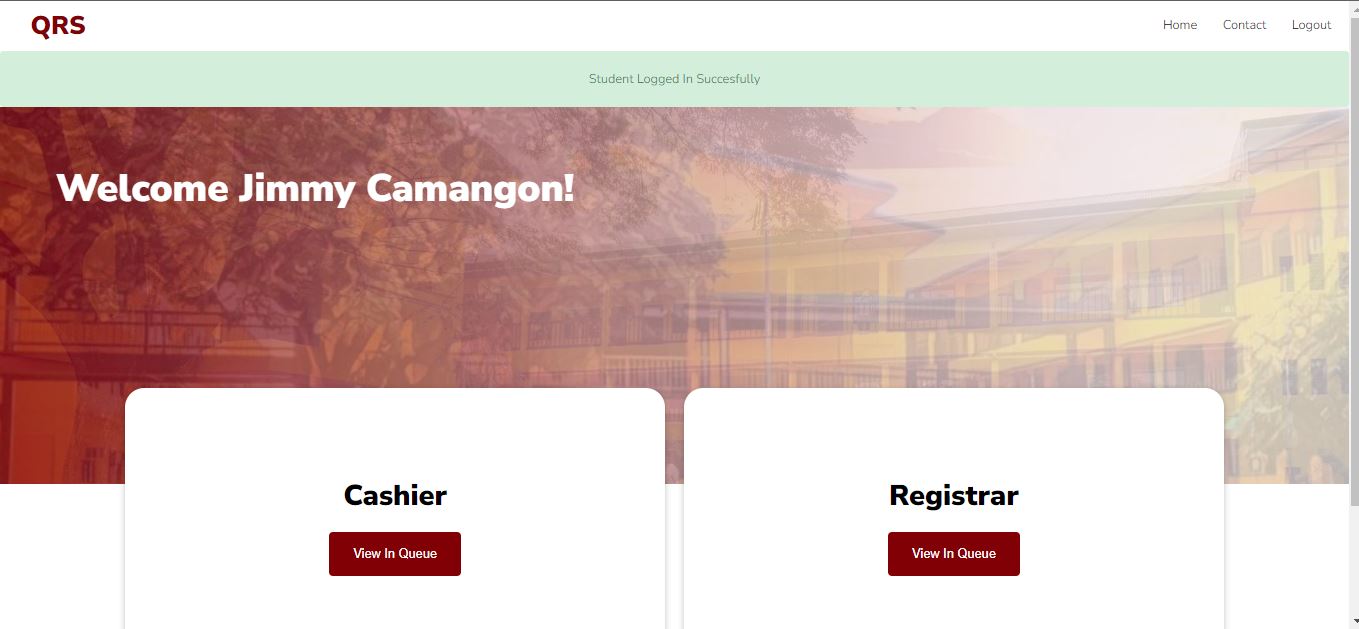 QRS
Home Contact Logout
Student Logged In Succesfully
Welcome Jimmy Camangon!
Cashier
View In Queue
Registrar
View In Queue